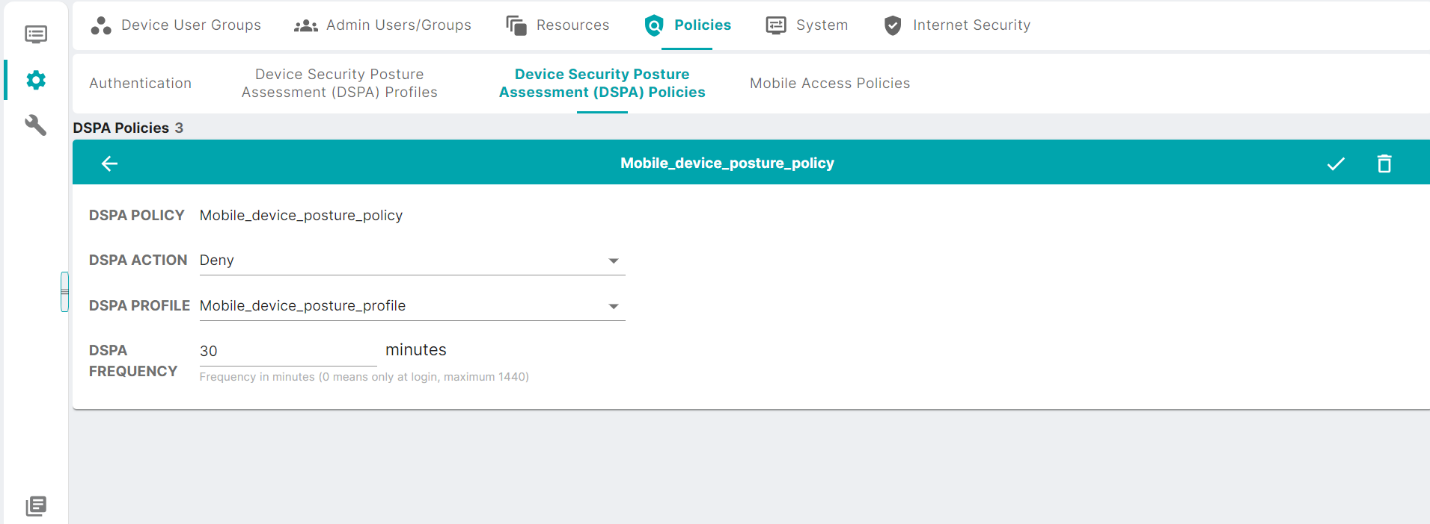 Device User Groups
Admin Users/Groups
Resources
Policies
System
Internet Security
Authentication
Device Security Posture
Assessment (DSPA) Profiles
Device Security Posture
Assessment (DSPA) Policies
Mobile Access Policies
DSPA Policies 3
Mobile_device_posture_policy
DSPA POLICY Mobile_device_posture_policy
DSPA ACTION Deny
DSPA PROFILE Mobile_device_posture_profile
DSPA
FREQUENCY
30 minutes
Frequency in minutes (0 means only at login, maximum 1440)